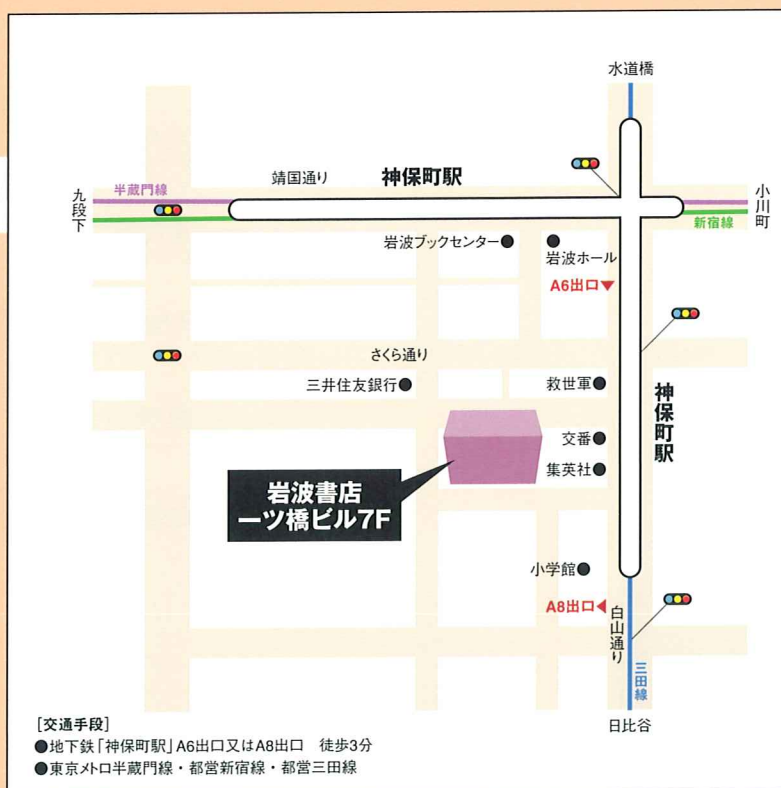 水道橋
靖国通り
神保町駅
半蔵門線
九段下
小川町
新宿線
岩波ブックセンター
岩波ホール
A6出口
さくら通り
三井住友銀行
救世軍
神保町駅
交番
集英社
岩波書店
一ツ橋ビル7F
小学館
A8出口
白山通り
三田線
日比谷
[交通手段]
●地下鉄「神保町駅」A6出口又はA8出口　徒歩3分
●東京メトロ半蔵門線・都営新宿線・都営三田線